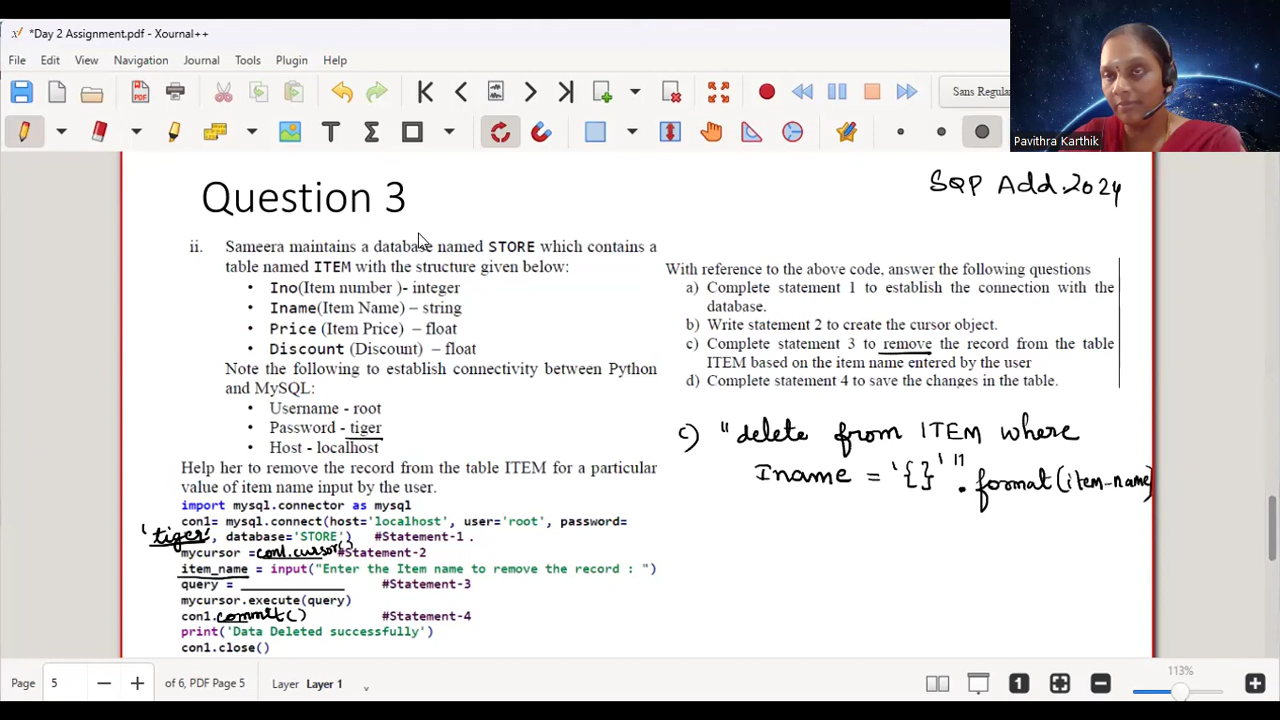 *Day 2 Assignment.pdf - Xournal++
File Edit View Navigation Journal Tools Plugin Help
Sans Regular
Pavithra Karthik
SQP Add.2024
Question 3
ii. Sameera maintains a database named STORE which contains a
table named ITEM with the structure given below:
• Ino(Item number )- integer
• Iname(Item Name) – string
• Price (Item Price) – float
• Discount (Discount) – float
Note the following to establish connectivity between Python
and MySQL:
• Username - root
• Password - tiger
• Host - localhost
Help her to remove the record from the table ITEM for a particular
value of item name input by the user.
import mysql.connector as mysql
con1= mysql.connect(host='localhost', user='root', password=
'tiger', database='STORE') #Statement-1 .
mycursor =con1.cursor() #Statement-2
item_name = input("Enter the Item name to remove the record : ")
query = ____________ #Statement-3
mycursor.execute(query)
con1.commit() #Statement-4
print('Data Deleted successfully')
con1.close()
With reference to the above code, answer the following questions
a) Complete statement 1 to establish the connection with the
database.
b) Write statement 2 to create the cursor object.
c) Complete statement 3 to remove the record from the table
ITEM based on the item name entered by the user
d) Complete statement 4 to save the changes in the table.
c) "delete from ITEM where
Iname = '{}' ".format(item-name)
Page 5 of 6, PDF Page 5 Layer Layer 1
1
113%